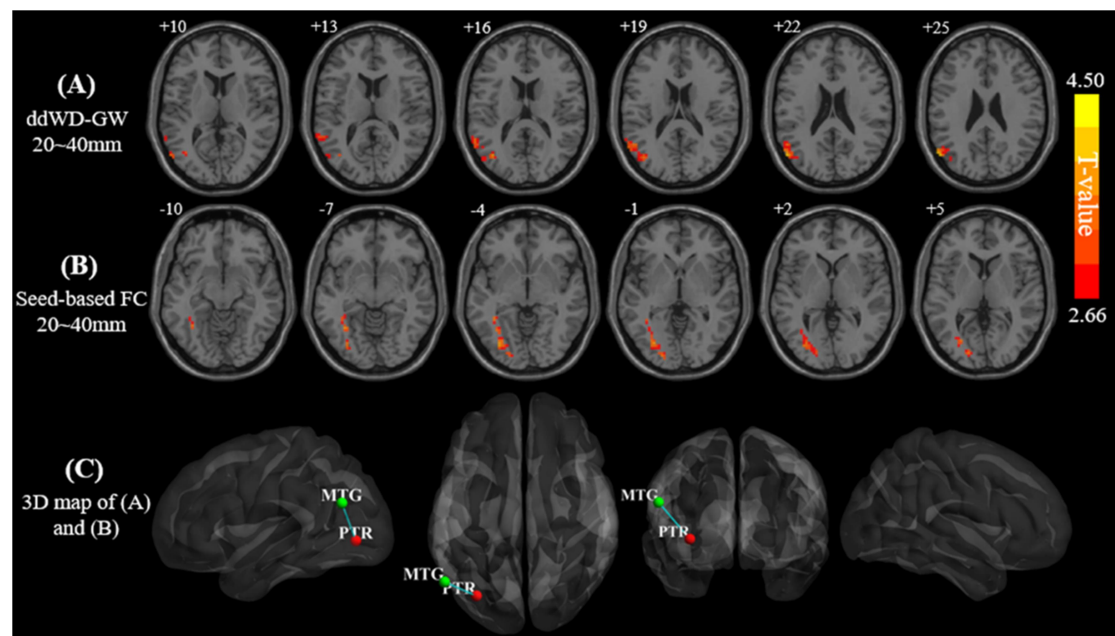 +10 +13 +16 +19 +22 +25
(A)
ddWD-GW
20~40mm
4.50
T-value
2.66
-10 -7 -4 -1 +2 +5
(B)
Seed-based FC
20~40mm
(C)
3D map of (A)
and (B)
MTG
PTR
MTG
PTR
MTG
PTR